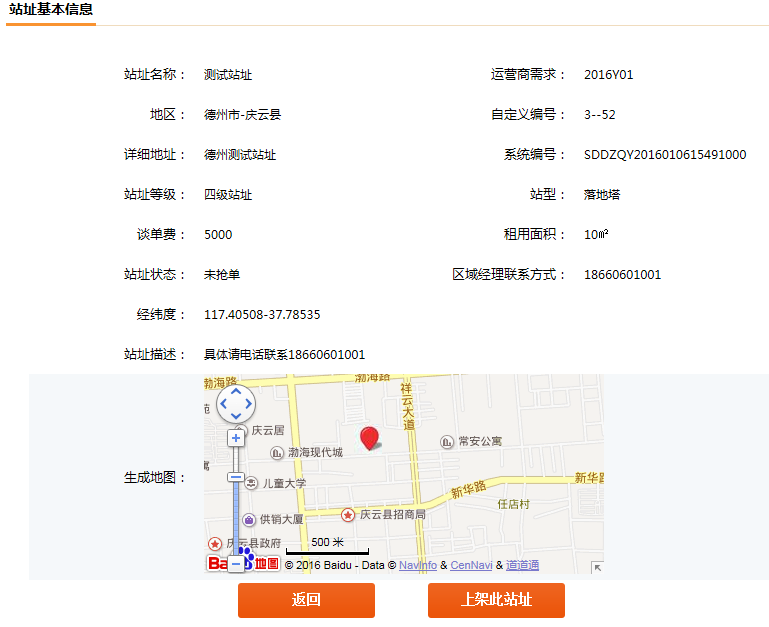 站址基本信息
站址名称： 测试站址 运营商需求： 2016Y01
地区： 德州市-庆云县 自定义编号： 3--52
详细地址： 德州测试站址 系统编号： SDDZQY2016010615491000
站址等级： 四级站址 站型： 落地塔
谈单费： 5000 租用面积： 10㎡
站址状态： 未抢单 区域经理联系方式： 18660601001
经纬度： 117.40508-37.78535
站址描述： 具体请电话联系18660601001
生成地图：
渤海路 渤海路
祥云大道
苑
庆云居
常安公寓
渤海现代城
寓
儿童大学
新华路 新华路
任店村
供销大厦
庆云县招商局
庆云县政府
500 米
Bai 地图 © 2016 Baidu - Data © NavInfo & CenNavi & 道道通
返回 上架此站址